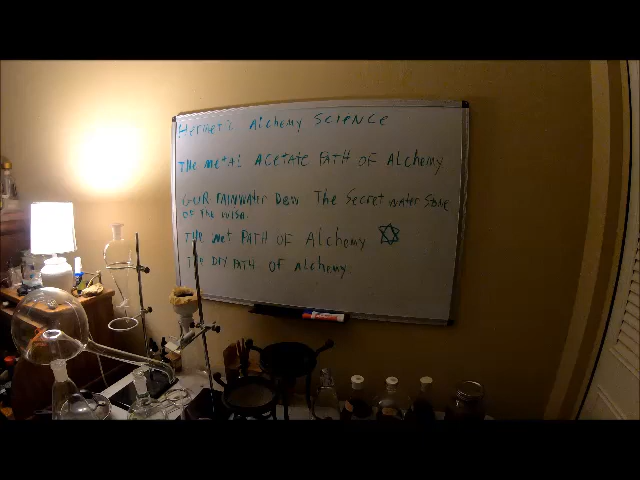 HERMETIC AlCHEMY SCIENCE
THE METAL ACETATE PATH OF AlCHEMY
GUR RAINWATER DEW THE SECRET WATER STONE
OF THE WISE.
THE WET PATH OF AlCHEMY
THE DRY PATH OF AlCHEMY